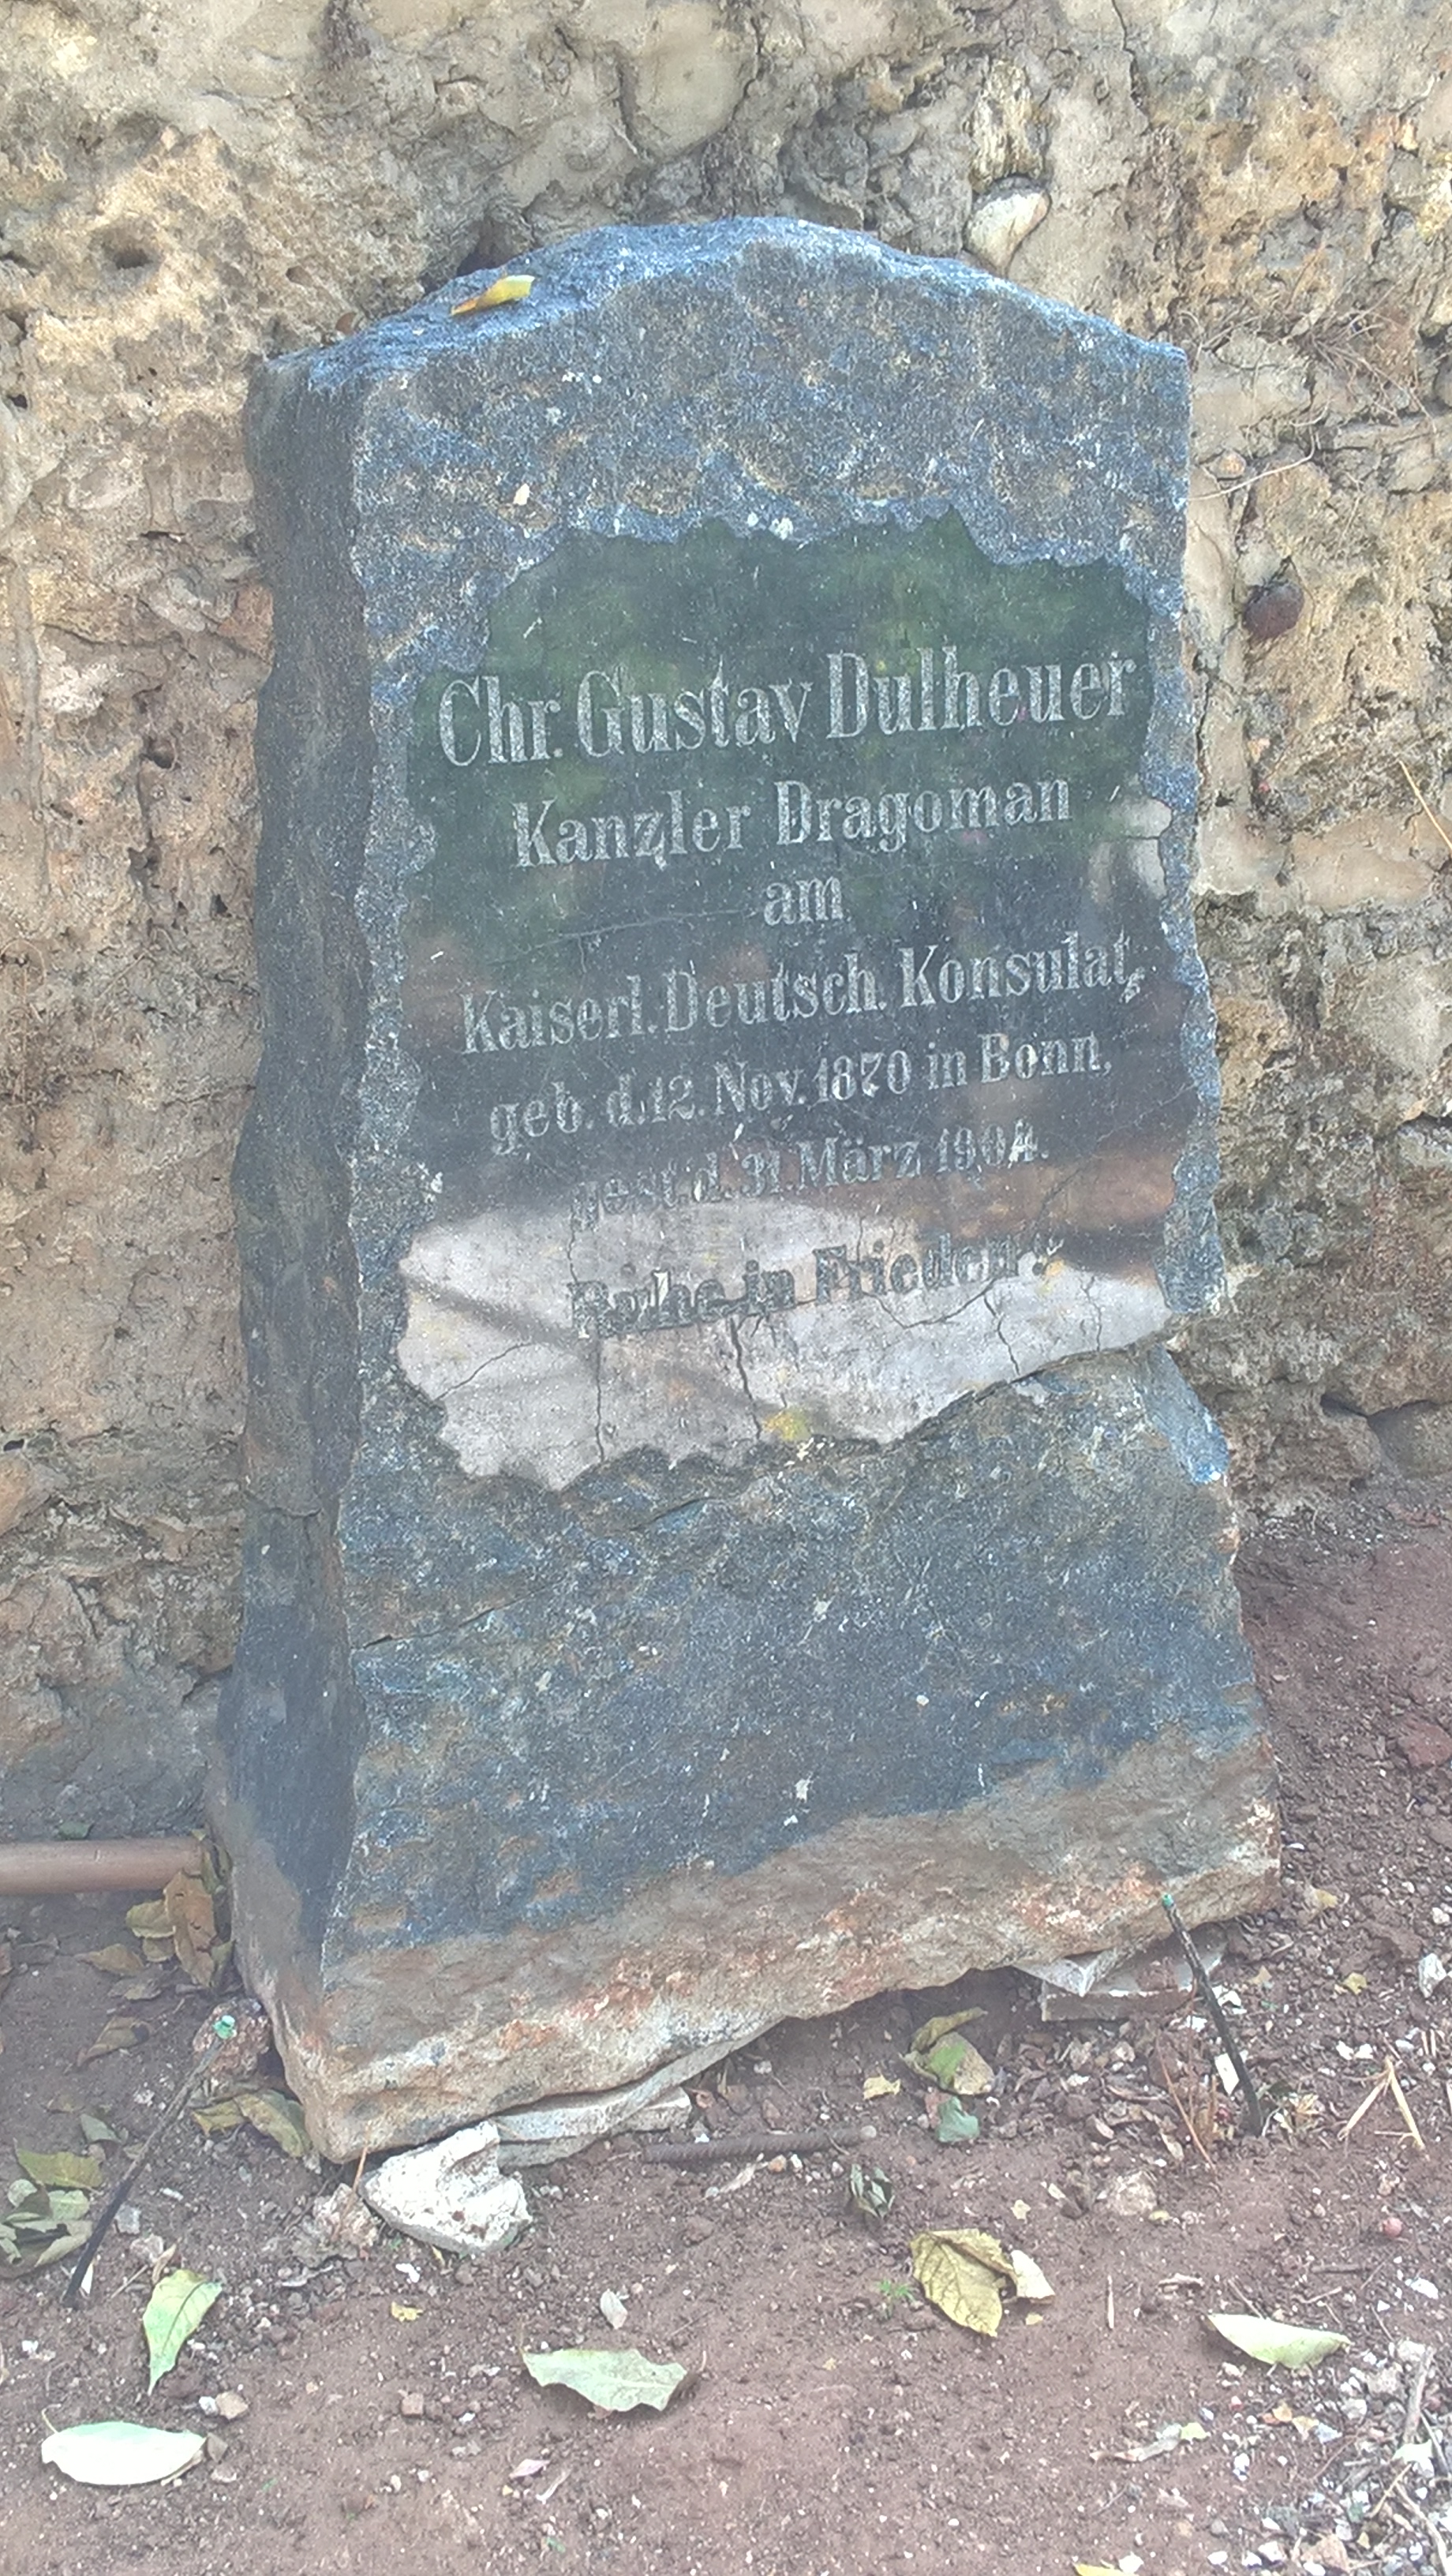 Chr. Gustav Dulheuer
Kanzler Dragoman
am
Kaiserl. Deutsch. Konsulat,
geb. d. 12. Nov. 1870 in Bonn,
gest. d. 31. März 1904.
Ruhe in Frieden.